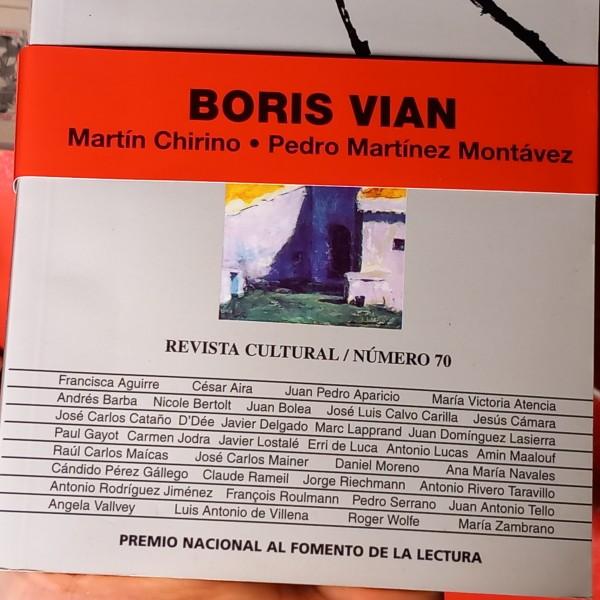 BORIS VIAN
Martín Chirino • Pedro Martínez Montávez
REVISTA CULTURAL / NÚMERO 70
Francisca Aguirre César Aira Juan Pedro Aparicio María Victoria Atencia
Andrés Barba Nicole Bertolt Juan Bolea José Luis Calvo Carilla Jesús Cámara
José Carlos Cataño D'Dée Javier Delgado Marc Lapprand Juan Domínguez Lasierra
Paul Gayot Carmen Jodra Javier Lostalé Erri de Luca Antonio Lucas Amin Maalouf
Raúl Carlos Maícas José Carlos Mainer Daniel Moreno Ana María Navales
Cándido Pérez Gállego Claude Rameil Jorge Riechmann Antonio Rivero Taravillo
Antonio Rodríguez Jiménez François Roulmann Pedro Serrano Juan Antonio Tello
Angela Vallvey Luis Antonio de Villena Roger Wolfe María Zambrano
PREMIO NACIONAL AL FOMENTO DE LA LECTURA